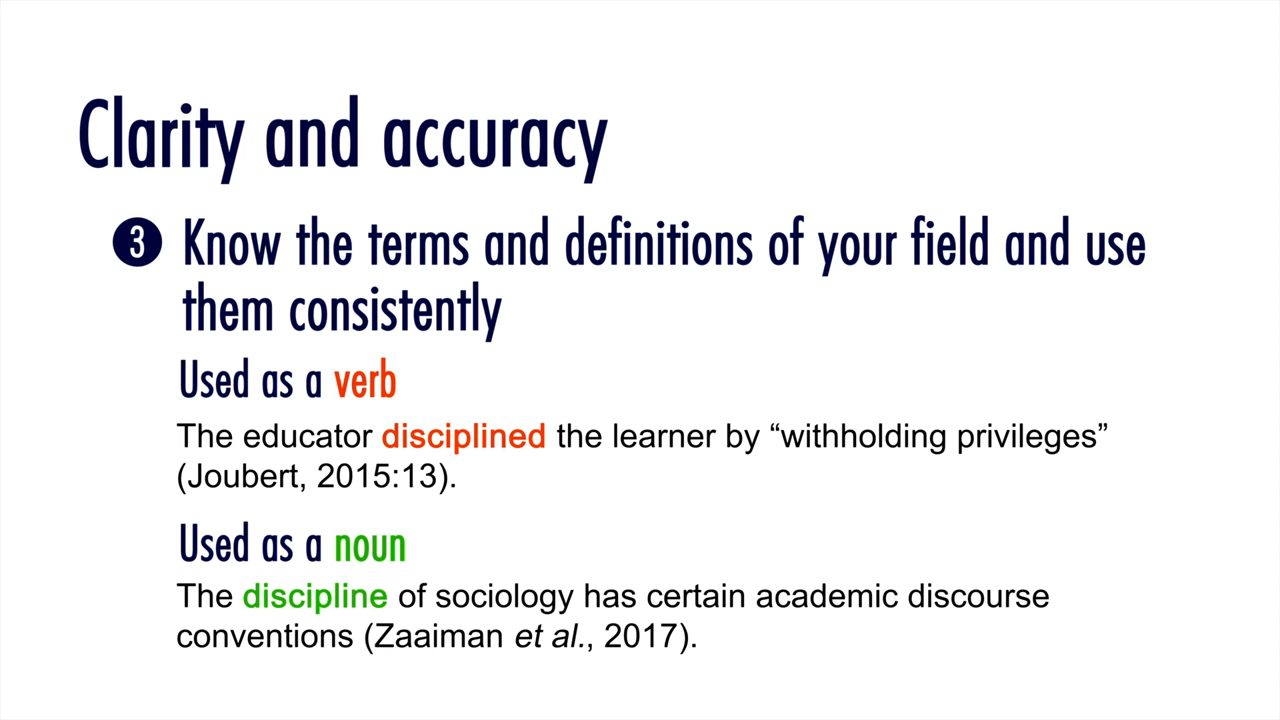 Clarity and accuracy
3 Know the terms and definitions of your field and use
them consistently
Used as a verb
The educator disciplined the learner by “withholding privileges”
(Joubert, 2015:13).
Used as a noun
The discipline of sociology has certain academic discourse
conventions (Zaaiman et al., 2017).